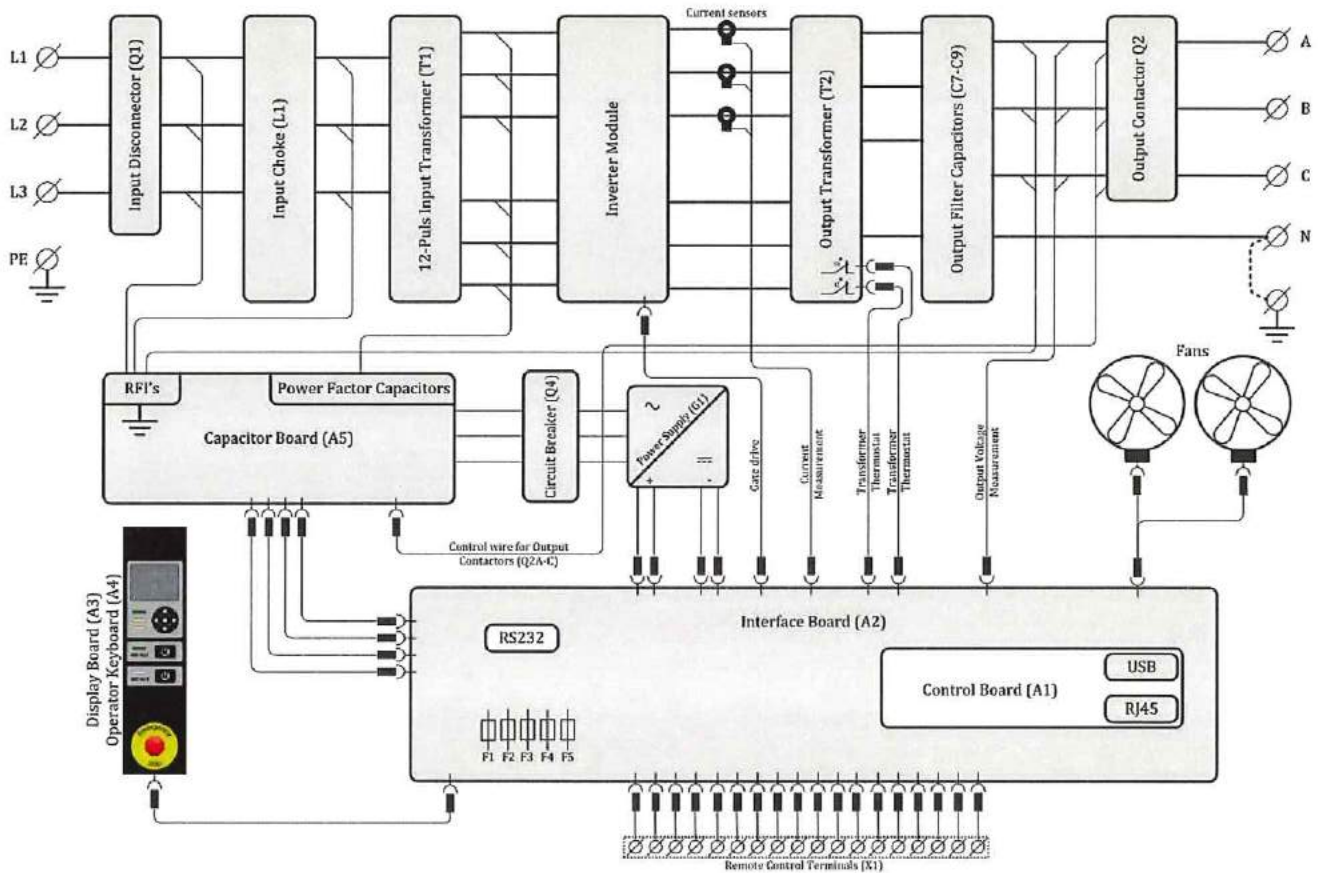 Current sensors
L1
L2
L3
PE
Input Disconnector (Q1)
Input Choke (L1)
12-Puls Input Transformer (T1)
Inverter Module
Output Transformer (T2)
Output Filter Capacitors (C7-C9)
Output Contactor Q2
A
B
C
N
Fans
RFI's
Power Factor Capacitors
Capacitor Board (A5)
Circuit Breaker (Q4)
Power Supply (G1)
+
-
Gate drive
Current
Measurement
Transformer
Thermostat
Transformer
Thermostat
Output Voltage
Measurement
Control wire for Output
Contactors (Q2A-C)
Display Board (A3)
Operator Keyboard (A4)
Emergency
Interface Board (A2)
RS232
Control Board (A1)
USB
RJ45
F1 F2 F3 F4 F5
Remote Control Terminals (X1)